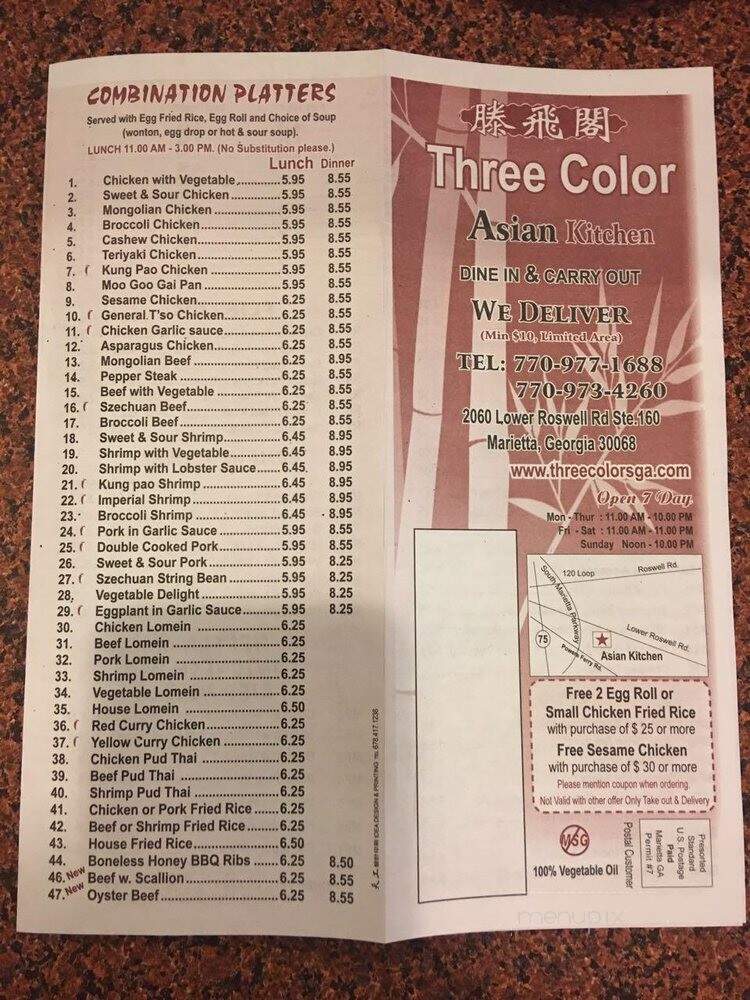 COMBINATION PLATTERS
Served with Egg Fried Rice, Egg Roll and Choice of Soup
(wonton, egg drop or hot & sour soup).
LUNCH 11.00 AM - 3.00 PM. (No Substitution please.)
Lunch Dinner
1. Chicken with Vegetable.............. 5.95 8.55
2. Sweet & Sour Chicken.............. 5.95 8.55
3. Mongolian Chicken.............. 5.95 8.55
4. Broccoli Chicken.............. 5.95 8.55
5. Cashew Chicken.............. 5.95 8.55
6. Teriyaki Chicken.............. 5.95 8.55
7. Kung Pao Chicken.............. 5.95 8.55
8. Moo Goo Gai Pan.............. 5.95 8.55
9. Sesame Chicken.............. 6.25 8.55
10. General T'so Chicken.............. 6.25 8.55
11. Chicken Garlic sauce.............. 6.25 8.55
12. Asparagus Chicken.............. 6.25 8.55
13. Mongolian Beef.............. 6.25 8.95
14. Pepper Steak.............. 6.25 8.55
15. Beef with Vegetable.............. 6.25 8.55
16. Szechuan Beef.............. 6.25 8.55
17. Broccoli Beef.............. 6.25 8.55
18. Sweet & Sour Shrimp.............. 6.45 8.95
19. Shrimp with Vegetable.............. 6.45 8.95
20. Shrimp with Lobster Sauce....... 6.45 8.95
21. Kung pao Shrimp.............. 6.45 8.95
22. Imperial Shrimp.............. 6.45 8.95
23. Broccoli Shrimp.............. 6.45 8.95
24. Pork in Garlic Sauce.............. 5.95 8.55
25. Double Cooked Pork.............. 5.95 8.55
26. Sweet & Sour Pork.............. 5.95 8.25
27. Szechuan String Bean.............. 5.95 8.25
28, Vegetable Delight.............. 5.95 8.25
29. Eggplant in Garlic Sauce.............. 5.95 8.25
30. Chicken Lomein.............. 6.25
31. Beef Lomein.............. 6.25
32. Pork Lomein.............. 6.25
33. Shrimp Lomein.............. 6.25
34. Vegetable Lomein.............. 6.25
35. House Lomein.............. 6.50
36. Red Curry Chicken.............. 6.25
37. Yellow Curry Chicken.............. 6.25
38. Chicken Pud Thai.............. 6.25
39. Beef Pud Thai.............. 6.25
40. Shrimp Pud Thai.............. 6.25
41. Chicken or Pork Fried Rice....... 6.25
42. Beef or Shrimp Fried Rice....... 6.25
43. House Fried Rice.............. 6.50
44. Boneless Honey BBQ Ribs....... 6.25 8.50
46. New Beef w. Scallion.............. 6.25 8.55
47. New Oyster Beef.............. 6.25 8.55
IDEA DESIGN & PRINTING TEL 678.417.1236
滕飛閣
Three Color
Asian Kitchen
DINE IN & CARRY OUT
WE DELIVER
(Min $10, Limited Area)
TEL: 770-977-1688
770-973-4260
2060 Lower Roswell Rd Ste.160
Marietta, Georgia 30068
www.threecolorsga.com
Open 7 Day
Mon - Thur : 11.00 AM - 10.00 PM
Fri - Sat : 11.00 AM - 11.00 PM
Sunday Noon - 10.00 PM
120 Loop
Roswell Rd.
South Marietta Parkway
Lower Roswell Rd.
75
Powers Ferry Rd.
Asian Kitchen
Free 2 Egg Roll or
Small Chicken Fried Rice
with purchase of $ 25 or more
Free Sesame Chicken
with purchase of $ 30 or more
Please mention coupon when ordering.
Not Valid with other offer Only Take out & Delivery
MSG
100% Vegetable Oil
Postal Customer
Presorted
Standard
U.S. Postage
Paid
Marietta GA
Permit #7
menupix